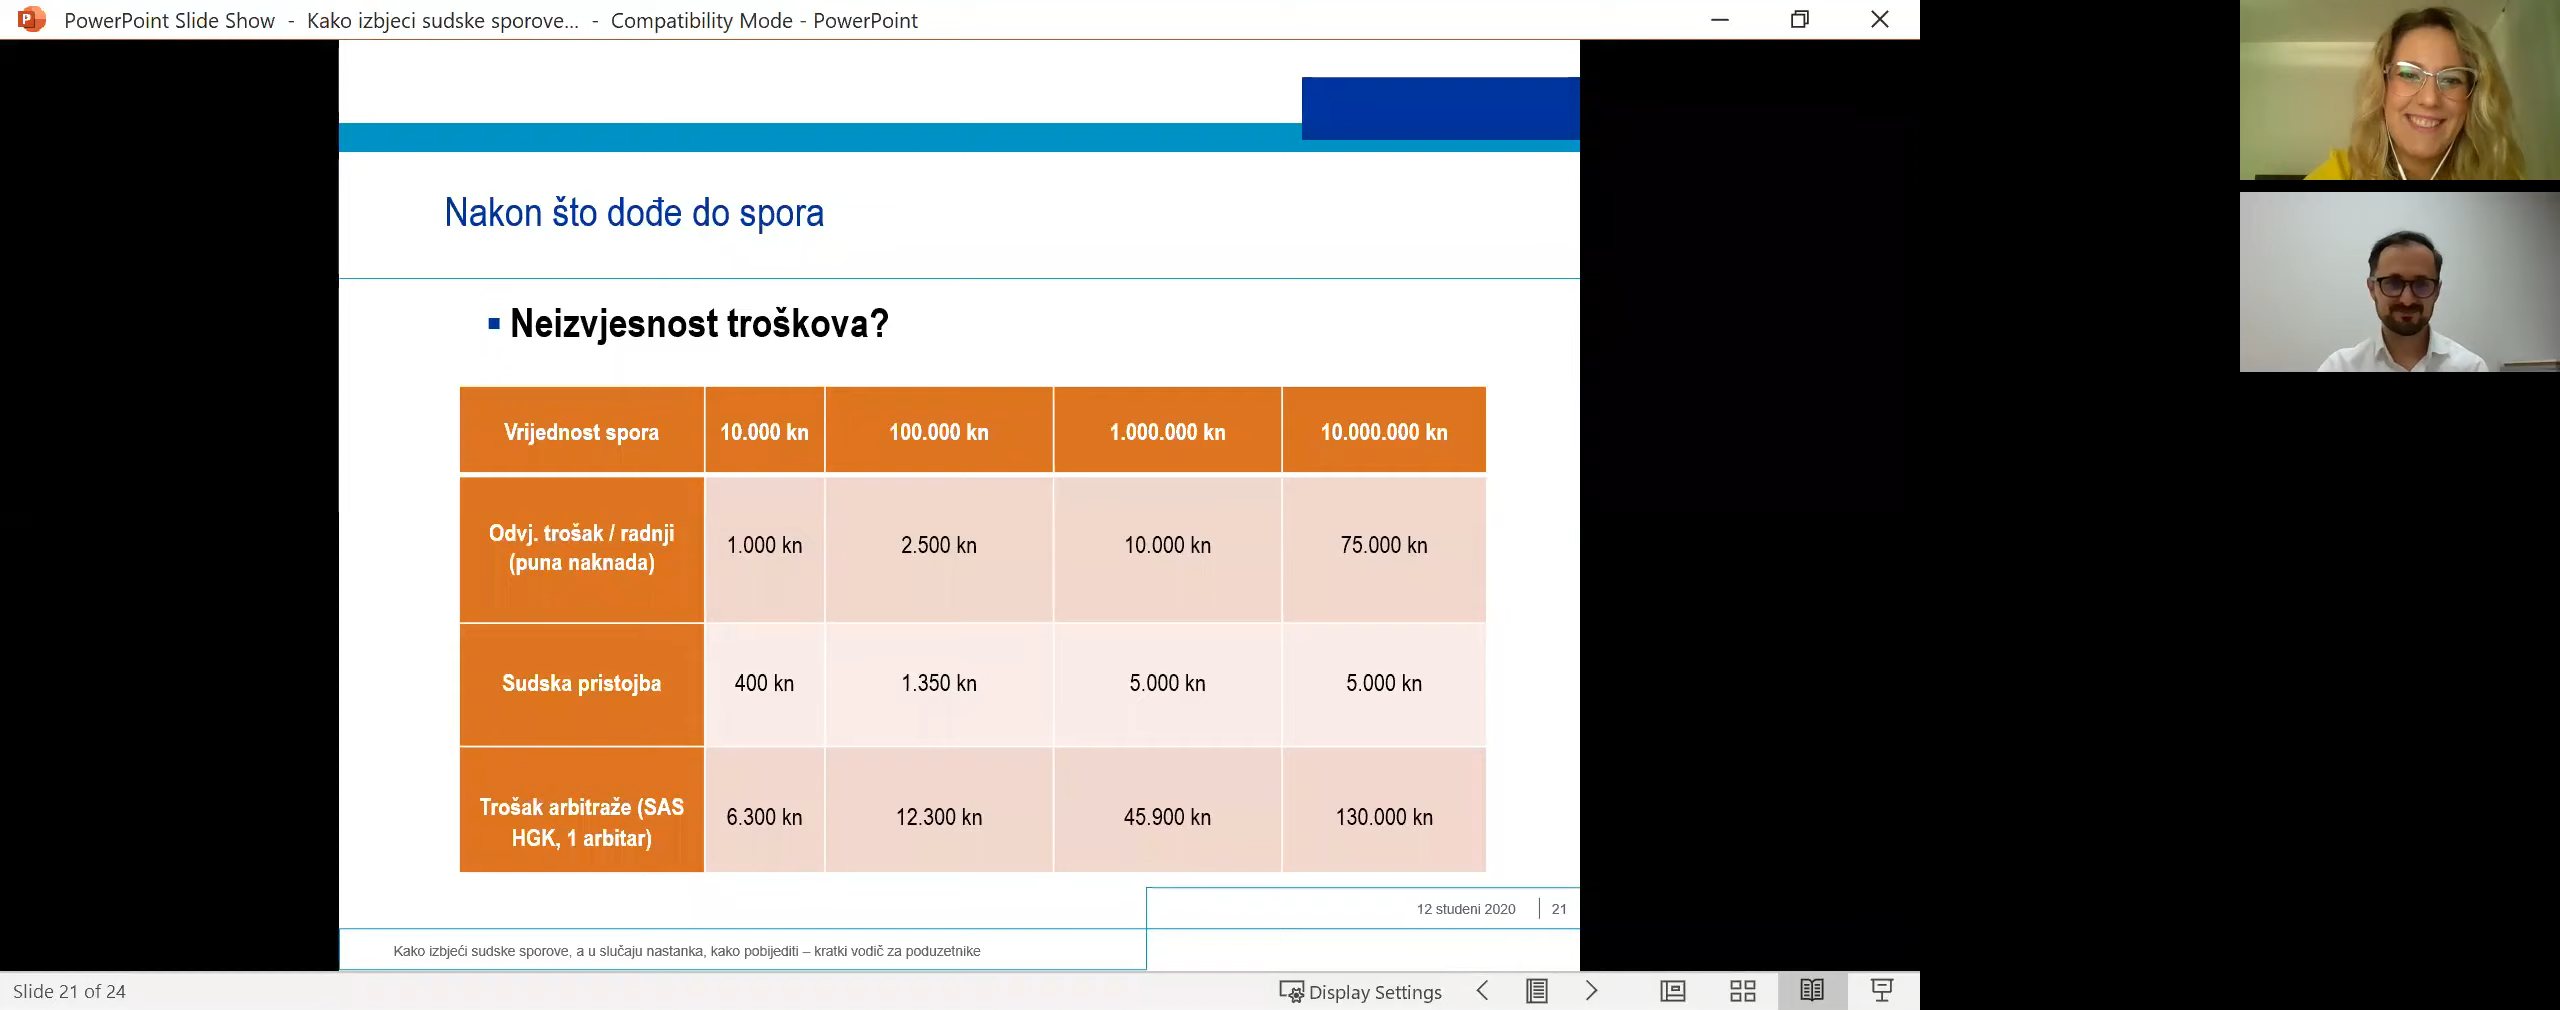 PowerPoint Slide Show - Kako izbjeci sudske sporove... - Compatibility Mode - PowerPoint
Nakon što dođe do spora
Neizvjesnost troškova?
Vrijednost spora 10.000 kn 100.000 kn 1.000.000 kn 10.000.000 kn
Odvj. trošak / radnji
(puna naknada) 1.000 kn 2.500 kn 10.000 kn 75.000 kn
Sudska pristojba 400 kn 1.350 kn 5.000 kn 5.000 kn
Trošak arbitraže (SAS
HGK, 1 arbitar) 6.300 kn 12.300 kn 45.900 kn 130.000 kn
12 studeni 2020 21
Kako izbjeći sudske sporove, a u slučaju nastanka, kako pobijediti – kratki vodič za poduzetnike
Slide 21 of 24 Display Settings